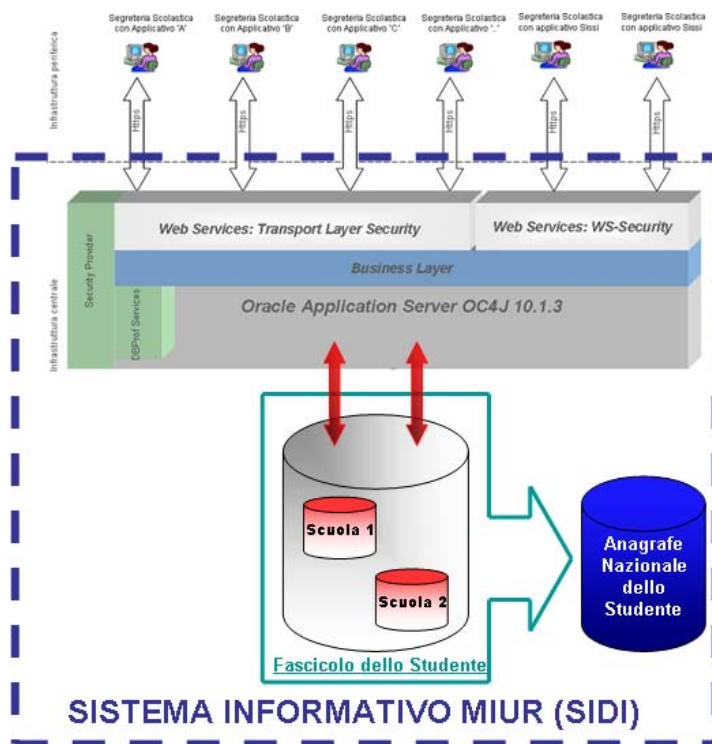 Segreteria Scolastica
con Applicativo 'A'
Segreteria Scolastica
con Applicativo 'B'
Segreteria Scolastica
con Applicativo 'C'
Segreteria Scolastica
con Applicativo '..'
Segreteria Scolastica
con applicativo Sissi
Segreteria Scolastica
con applicativo Sissi
Infrastruttura periferica
Https
Https
Https
Https
Https
Https
Infrastruttura centrale
Security Provider
Web Services: Transport Layer Security
Web Services: WS-Security
Business Layer
DBProf Services
Oracle Application Server OC4J 10.1.3
Scuola 1
Scuola 2
Fascicolo dello Studente
Anagrafe
Nazionale
dello
Studente
SISTEMA INFORMATIVO MIUR (SIDI)